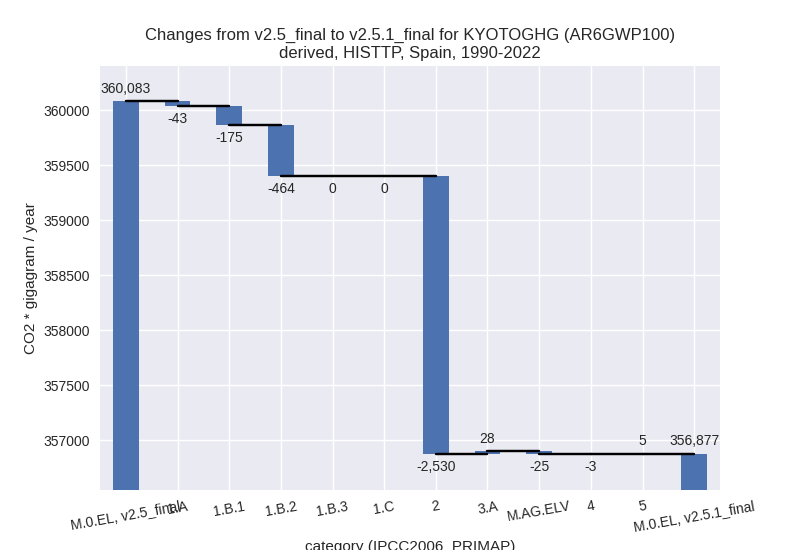 Changes from v2.5_final to v2.5.1_final for KYOTOGHG (AR6GWP100)
derived, HISTTP, Spain, 1990-2022
CO2 * gigagram / year
360000
359500
359000
358500
358000
357500
357000
360,083
-43
-175
-464
0
0
-2,530
28
-25
-3
5
356,877
M.0.EL, v2.5_final
1.A
1.B.1
1.B.2
1.B.3
1.C
2
3.A
M.AG.ELV
4
5
M.0.EL, v2.5.1_final
category (IPCC2006_PRIMAP)